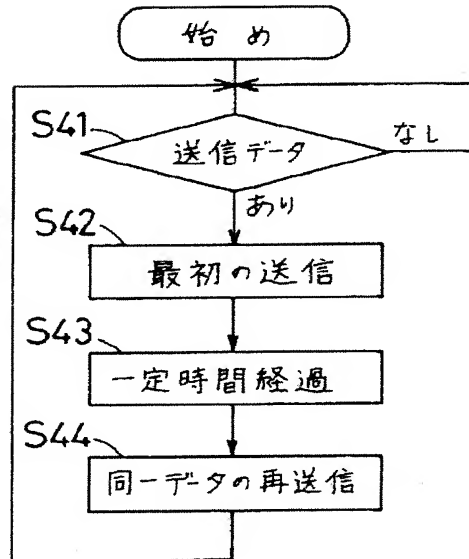 始め
S41
送信データ
なし
あり
S42
最初の送信
S43
一定時間経過
S44
同一データの再送信